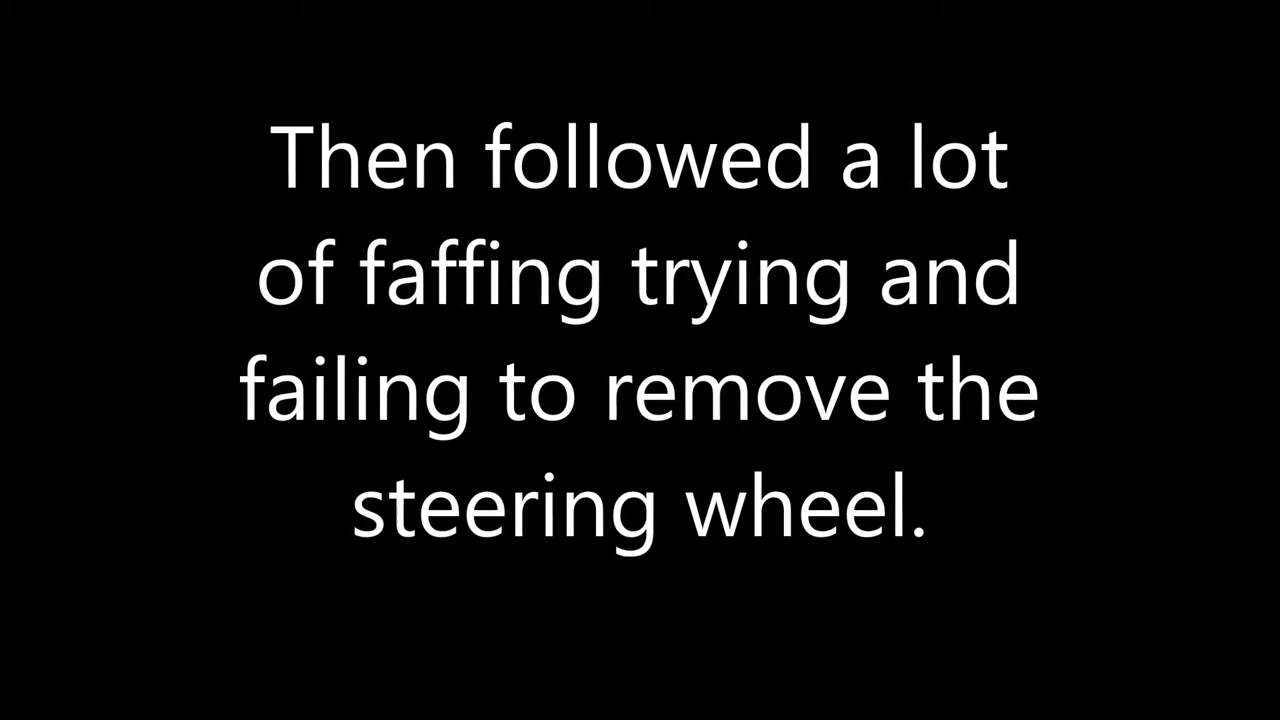 Then followed a lot
of faffing trying and
failing to remove the
steering wheel.